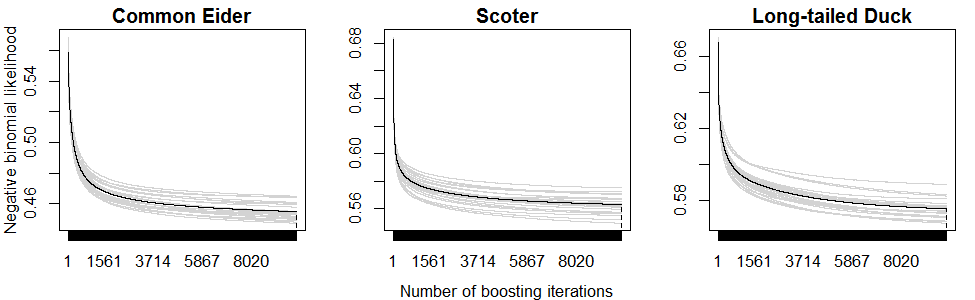 Common Eider Scoter Long-tailed Duck
Negative binomial likelihood
0.54
0.50
0.46
0.68
0.64
0.60
0.56
0.66
0.62
0.58
1 1561 3714 5867 8020 1 1561 3714 5867 8020 1 1561 3714 5867 8020
Number of boosting iterations